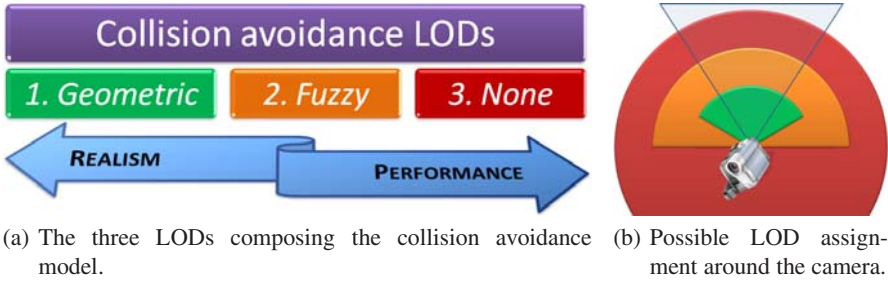 Collision avoidance LODs
1. Geometric
2. Fuzzy
3. None
REALISM
PERFORMANCE
(a) The three LODs composing the collision avoidance
model.
(b) Possible LOD assign-
ment around the camera.